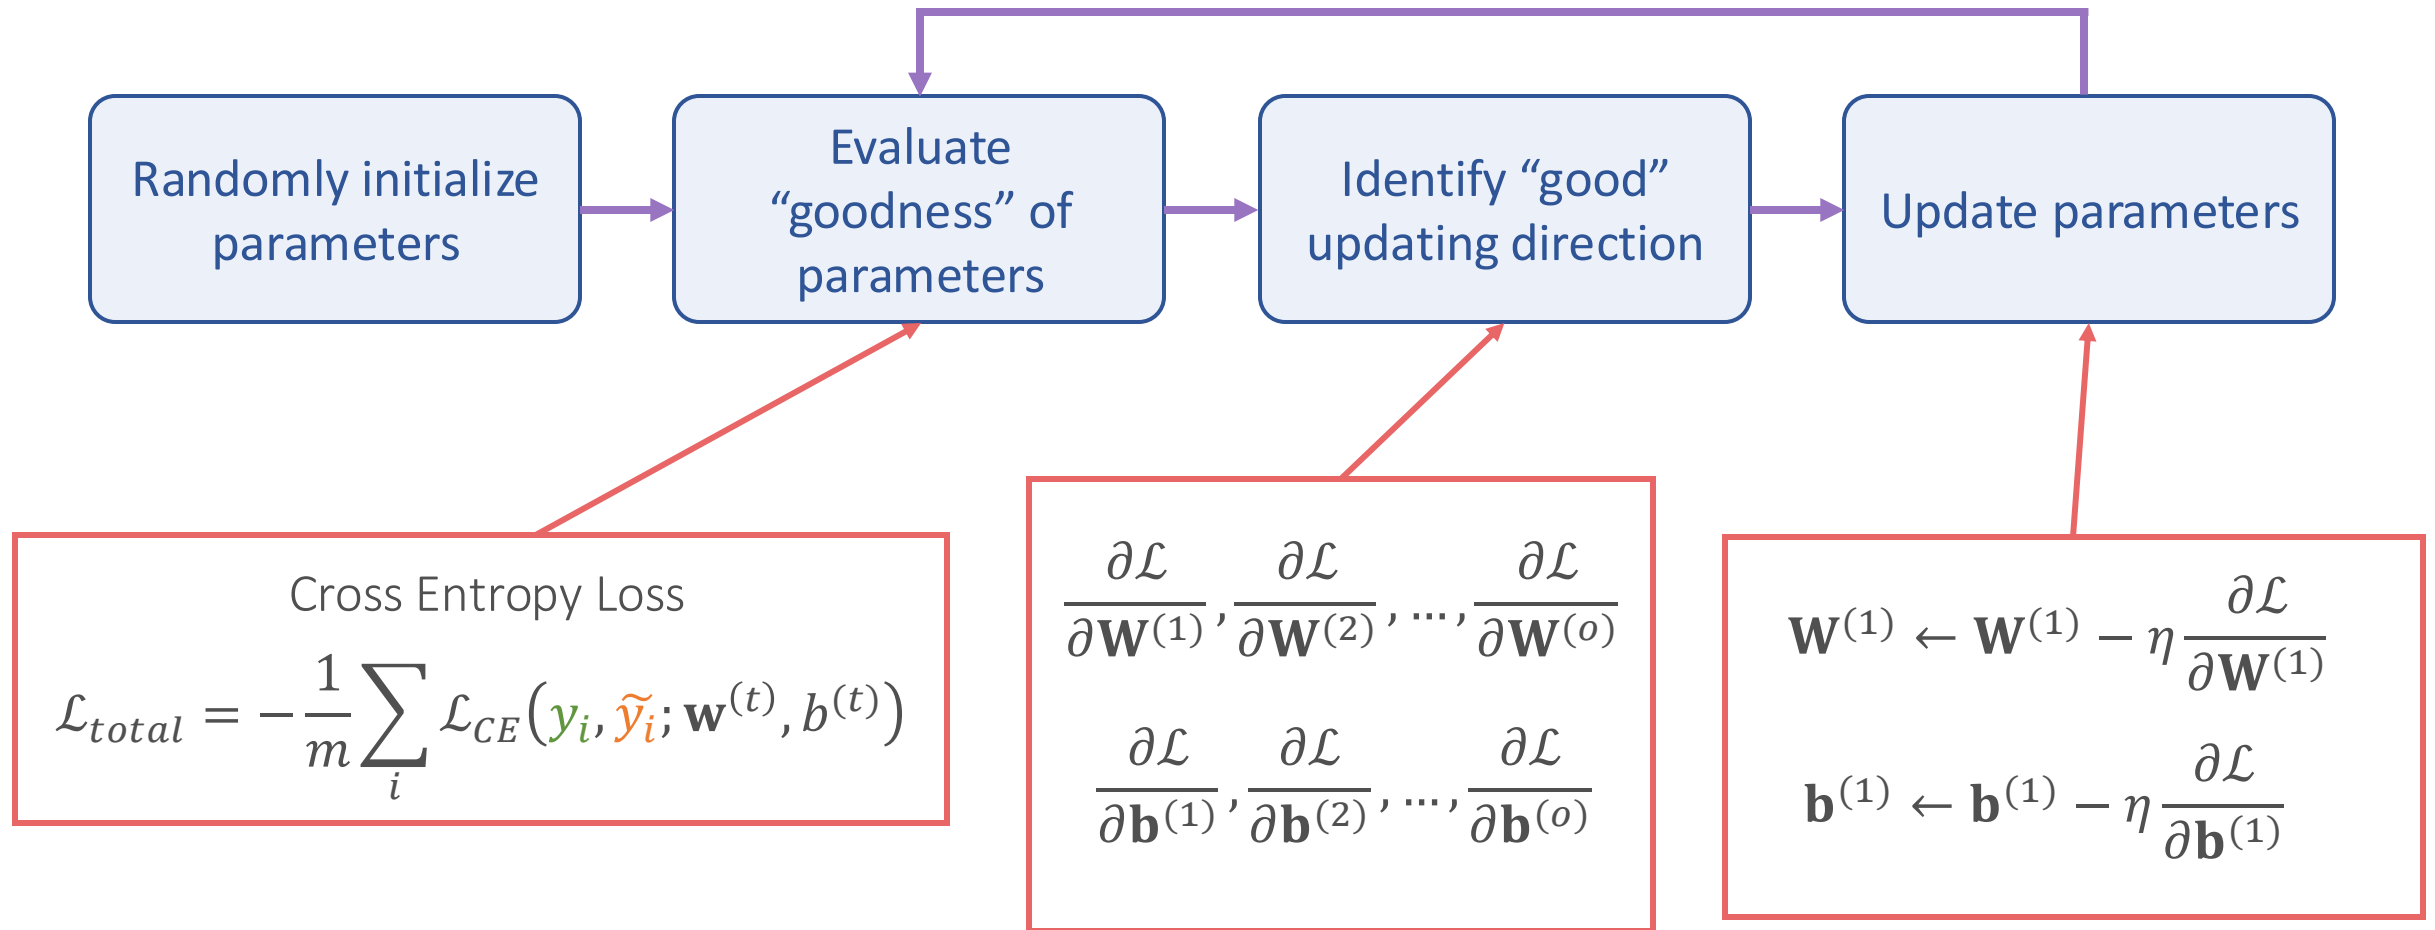 Randomly initialize
parameters
Evaluate
“goodness” of
parameters
Identify “good”
updating direction
Update parameters
Cross Entropy Loss
ℒ_total = −1/m ∑_i ℒ_CE(y_i, ỹ_i; 𝐰^(t), b^(t))
∂ℒ/∂𝐖^(1), ∂ℒ/∂𝐖^(2), …, ∂ℒ/∂𝐖^(o)
∂ℒ/∂𝐛^(1), ∂ℒ/∂𝐛^(2), …, ∂ℒ/∂𝐛^(o)
𝐖^(1) ← 𝐖^(1) − η ∂ℒ/∂𝐖^(1)
𝐛^(1) ← 𝐛^(1) − η ∂ℒ/∂𝐛^(1)